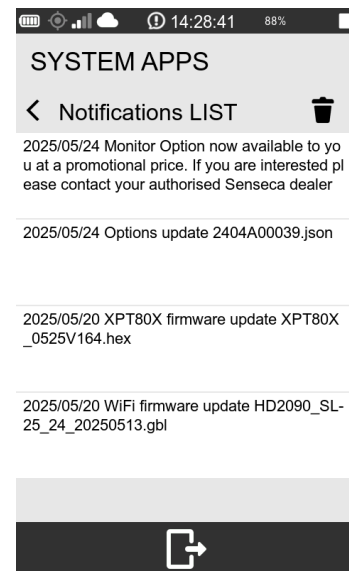 14:28:41 88%
SYSTEM APPS
Notifications LIST
2025/05/24 Monitor Option now available to yo
u at a promotional price. If you are interested pl
ease contact your authorised Senseca dealer
2025/05/24 Options update 2404A00039.json
2025/05/20 XPT80X firmware update XPT80X
_0525V164.hex
2025/05/20 WiFi firmware update HD2090_SL-
25_24_20250513.gbl